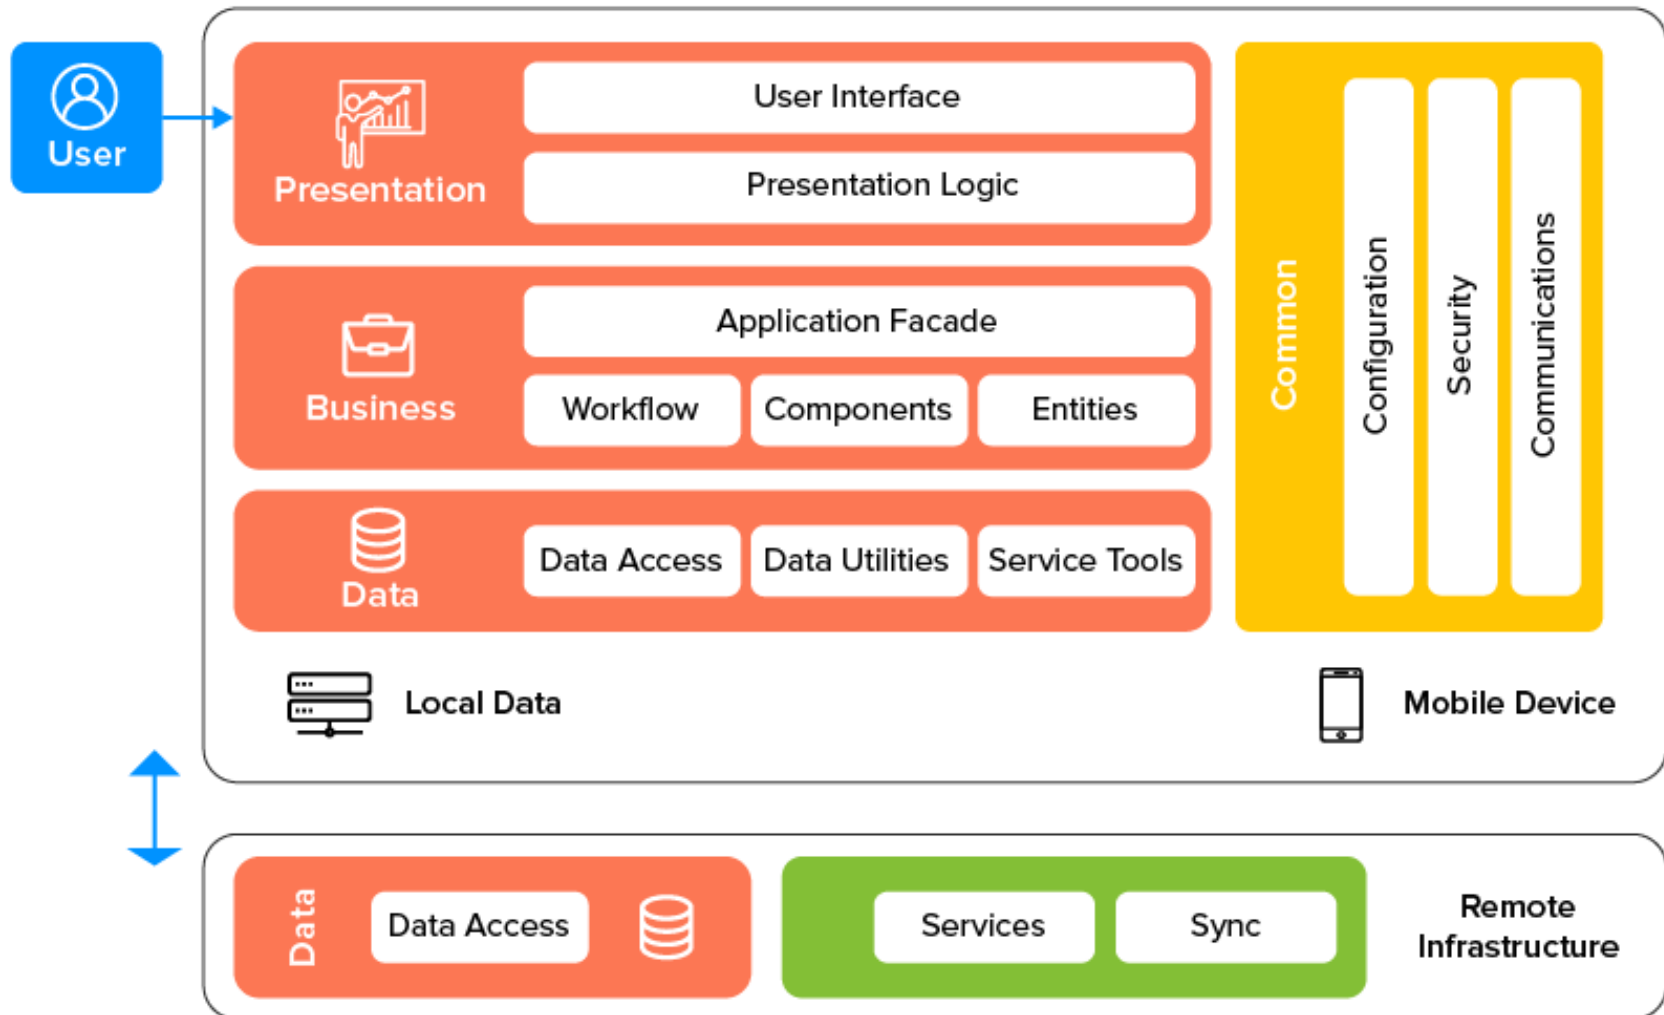 User
Presentation
User Interface
Presentation Logic
Business
Application Facade
Workflow
Components
Entities
Data
Data Access
Data Utilities
Service Tools
Common
Configuration
Security
Communications
Local Data
Mobile Device
Data
Data Access
Services
Sync
Remote
Infrastructure